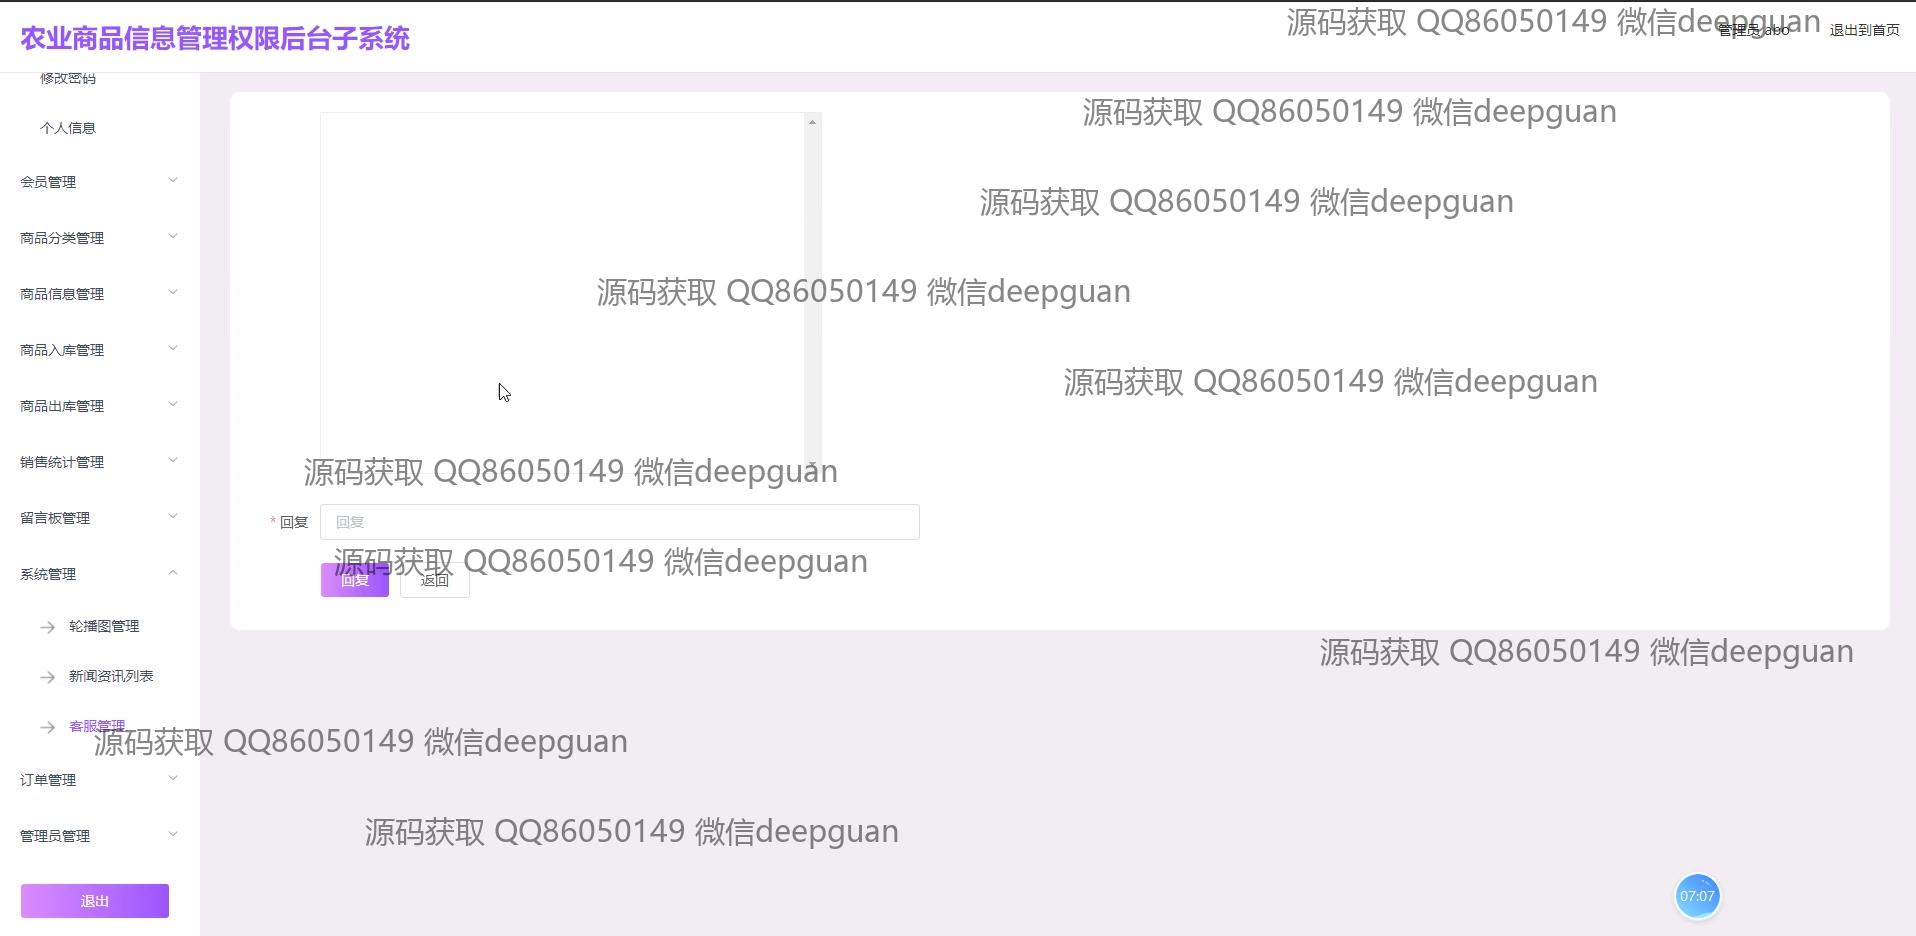 农业商品信息管理权限后台子系统
源码获取 QQ86050149 微信deepguan
管理员 abo
退出到首页
修改密码
个人信息
会员管理
商品分类管理
商品信息管理
商品入库管理
商品出库管理
销售统计管理
留言板管理
系统管理
轮播图管理
新闻资讯列表
客服管理
订单管理
管理员管理
退出
源码获取 QQ86050149 微信deepguan
源码获取 QQ86050149 微信deepguan
源码获取 QQ86050149 微信deepguan
源码获取 QQ86050149 微信deepguan
源码获取 QQ86050149 微信deepguan
* 回复 回复
源码获取 QQ86050149 微信deepguan
回复 返回
源码获取 QQ86050149 微信deepguan
源码获取 QQ86050149 微信deepguan
源码获取 QQ86050149 微信deepguan
07:07